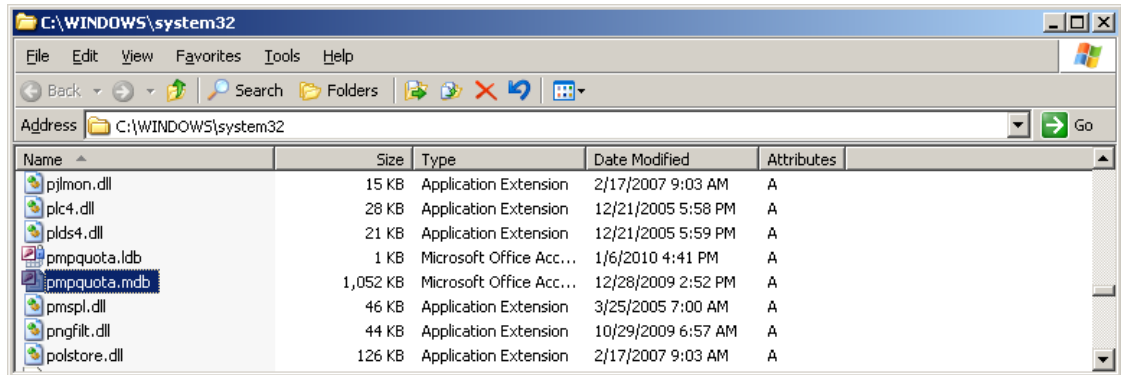 C:\WINDOWS\system32
File Edit View Favorites Tools Help
Back Search Folders
Address C:\WINDOWS\system32 Go
Name Size Type Date Modified Attributes
pjlmon.dll 15 KB Application Extension 2/17/2007 9:03 AM A
plc4.dll 28 KB Application Extension 12/21/2005 5:58 PM A
plds4.dll 21 KB Application Extension 12/21/2005 5:59 PM A
pmpquota.ldb 1 KB Microsoft Office Acc... 1/6/2010 4:41 PM A
pmpquota.mdb 1,052 KB Microsoft Office Acc... 12/28/2009 2:52 PM A
pmspl.dll 46 KB Application Extension 3/25/2005 7:00 AM A
pngfilt.dll 44 KB Application Extension 10/29/2009 6:57 AM A
polstore.dll 126 KB Application Extension 2/17/2007 9:03 AM A